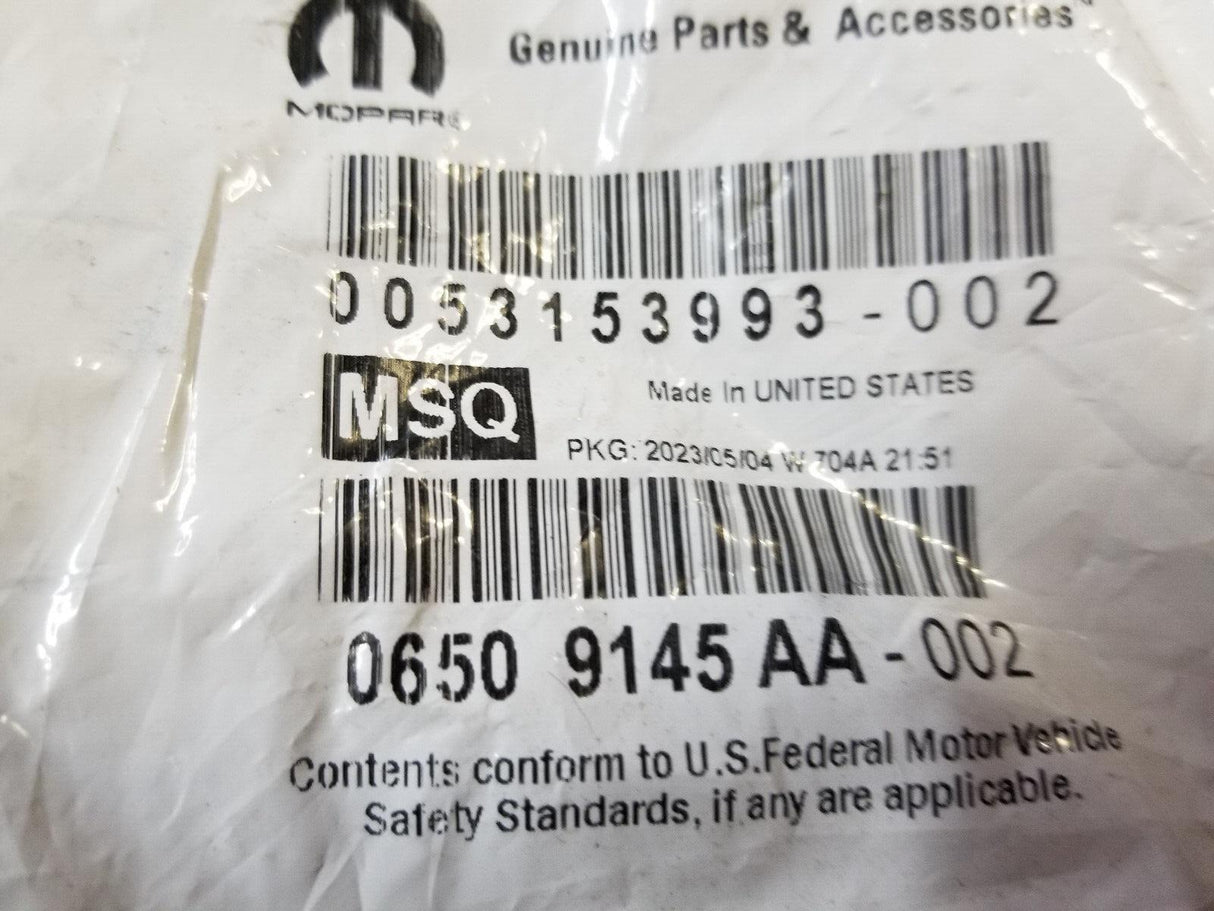 Genuine Parts & Accessories
MOPAR
0053153993-002
MSQ
Made In UNITED STATES
PKG: 2023/05/04 W 704A 21:51
0650 9145 AA-002
Contents conform to U.S.Federal Motor Vehicle
Safety Standards, if any are applicable.